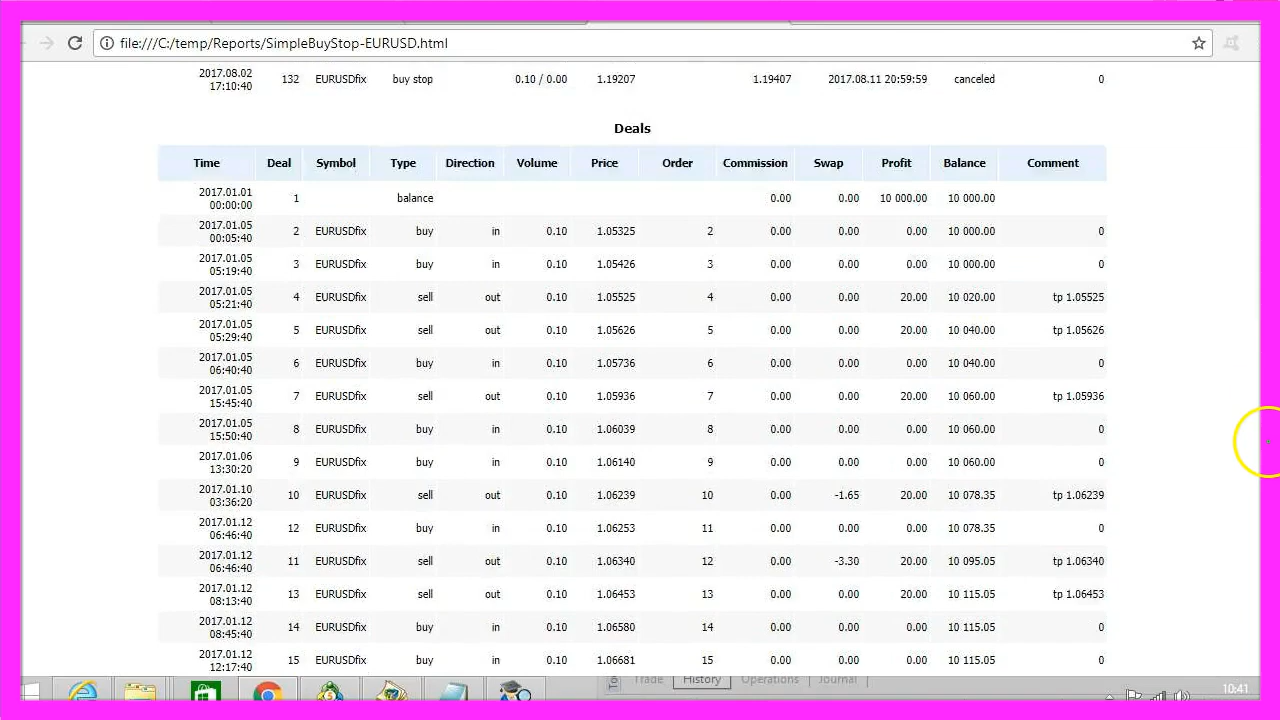 file:///C:/temp/Reports/SimpleBuyStop-EURUSD.html
2017.08.02 17:10:40 132 EURUSDfix buy stop 0.10 / 0.00 1.19207 1.19407 2017.08.11 20:59:59 canceled 0
Deals
Time Deal Symbol Type Direction Volume Price Order Commission Swap Profit Balance Comment
2017.01.01 00:00:00 1 balance 0.00 0.00 10 000.00 10 000.00
2017.01.05 00:05:40 2 EURUSDfix buy in 0.10 1.05325 2 0.00 0.00 0.00 10 000.00 0
2017.01.05 05:19:40 3 EURUSDfix buy in 0.10 1.05426 3 0.00 0.00 0.00 10 000.00 0
2017.01.05 05:21:40 4 EURUSDfix sell out 0.10 1.05525 4 0.00 0.00 20.00 10 020.00 tp 1.05525
2017.01.05 05:29:40 5 EURUSDfix sell out 0.10 1.05626 5 0.00 0.00 20.00 10 040.00 tp 1.05626
2017.01.05 06:40:40 6 EURUSDfix buy in 0.10 1.05736 6 0.00 0.00 0.00 10 040.00 0
2017.01.05 15:45:40 7 EURUSDfix sell out 0.10 1.05936 7 0.00 0.00 20.00 10 060.00 tp 1.05936
2017.01.05 15:50:40 8 EURUSDfix buy in 0.10 1.06039 8 0.00 0.00 0.00 10 060.00 0
2017.01.06 13:30:20 9 EURUSDfix buy in 0.10 1.06140 9 0.00 0.00 0.00 10 060.00 0
2017.01.10 03:36:20 10 EURUSDfix sell out 0.10 1.06239 10 0.00 -1.65 20.00 10 078.35 tp 1.06239
2017.01.12 06:46:40 12 EURUSDfix buy in 0.10 1.06253 11 0.00 0.00 0.00 10 078.35 0
2017.01.12 06:46:40 11 EURUSDfix sell out 0.10 1.06340 12 0.00 -3.30 20.00 10 095.05 tp 1.06340
2017.01.12 08:13:40 13 EURUSDfix sell out 0.10 1.06453 13 0.00 0.00 20.00 10 115.05 tp 1.06453
2017.01.12 08:45:40 14 EURUSDfix buy in 0.10 1.06580 14 0.00 0.00 0.00 10 115.05 0
2017.01.12 12:17:40 15 EURUSDfix buy in 0.10 1.06681 15 0.00 0.00 0.00 10 115.05 0
Trade History Operations Journal
10:41